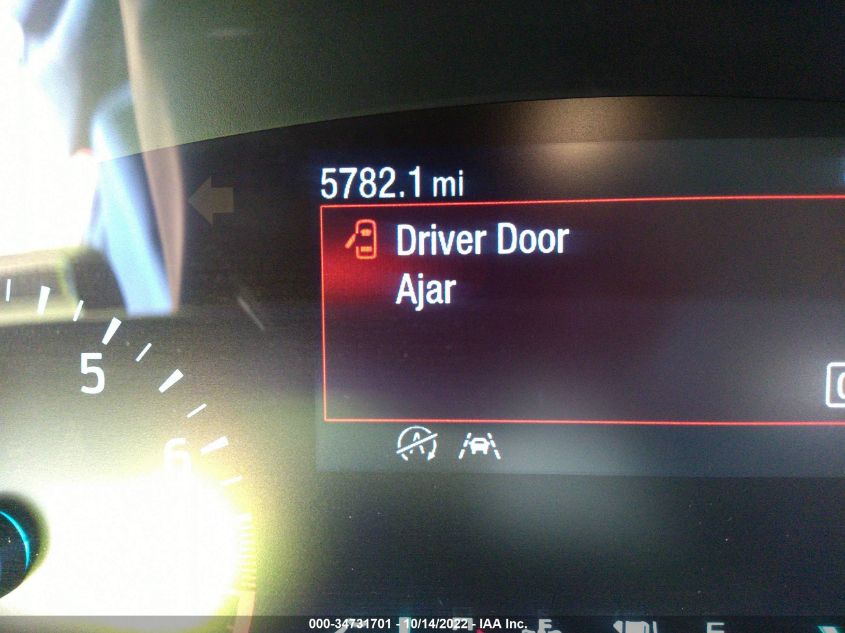 5782.1 mi
Driver Door
Ajar
5
6
A
F
000-34731701 - 10/14/2022 - IAA Inc.